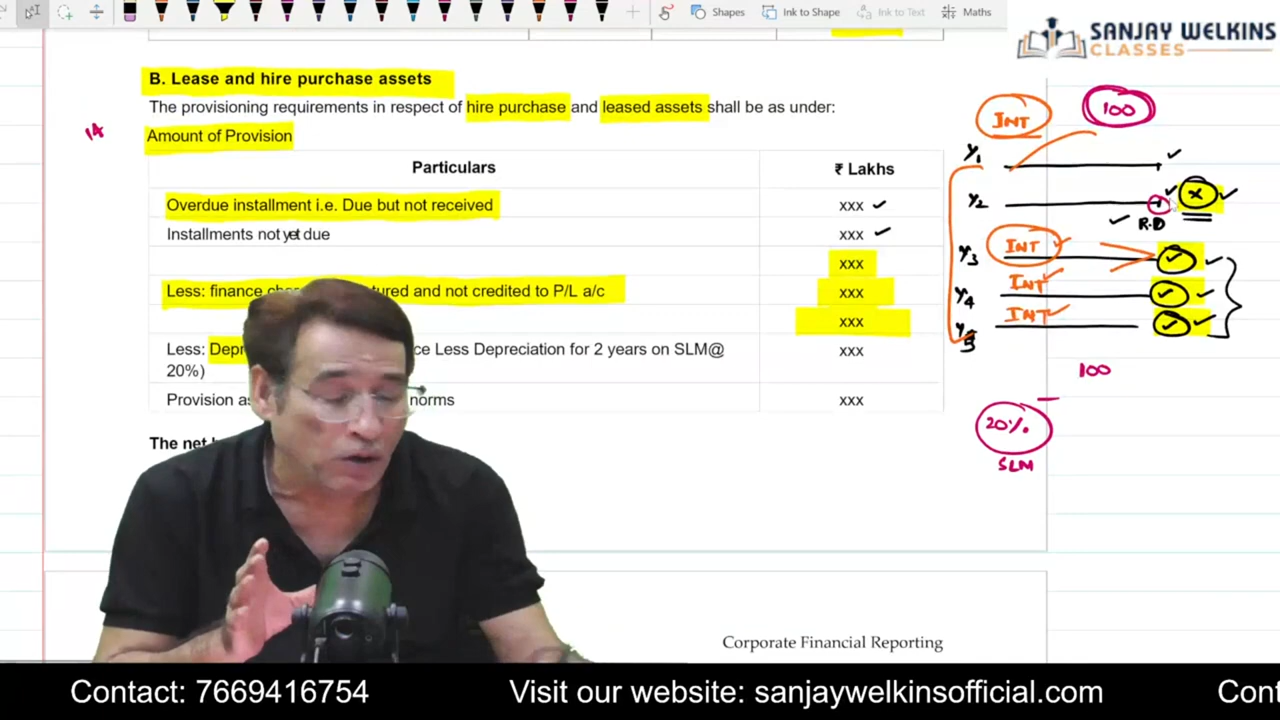 Shapes
Ink to Shape
Ink to Text
Maths
SANJAY WELKINS
CLASSES
B. Lease and hire purchase assets
The provisioning requirements in respect of hire purchase and leased assets shall be as under:
14
Amount of Provision
Particulars
₹ Lakhs
Overdue installment i.e. Due but not received
xxx
Installments not yet due
xxx
xxx
Less: finance
tured and not credited to P/L a/c
xxx
xxx
Less: Depr
ce Less Depreciation for 2 years on SLM@
20%)
xxx
Provision as
norms
xxx
The net
INT
100
Y1
Y2
R.D
Y3
INT
INT
Y4
INT
Y5
100
20%
SLM
Corporate Financial Reporting
Contact: 7669416754
Visit our website: sanjaywelkinsofficial.com
Cont